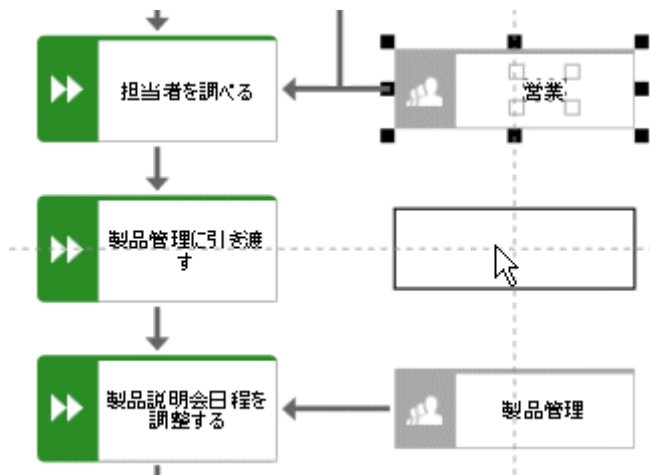 担当者を調べる
営業
製品管理に引き渡
す
製品説明会日程を
調整する
製品管理